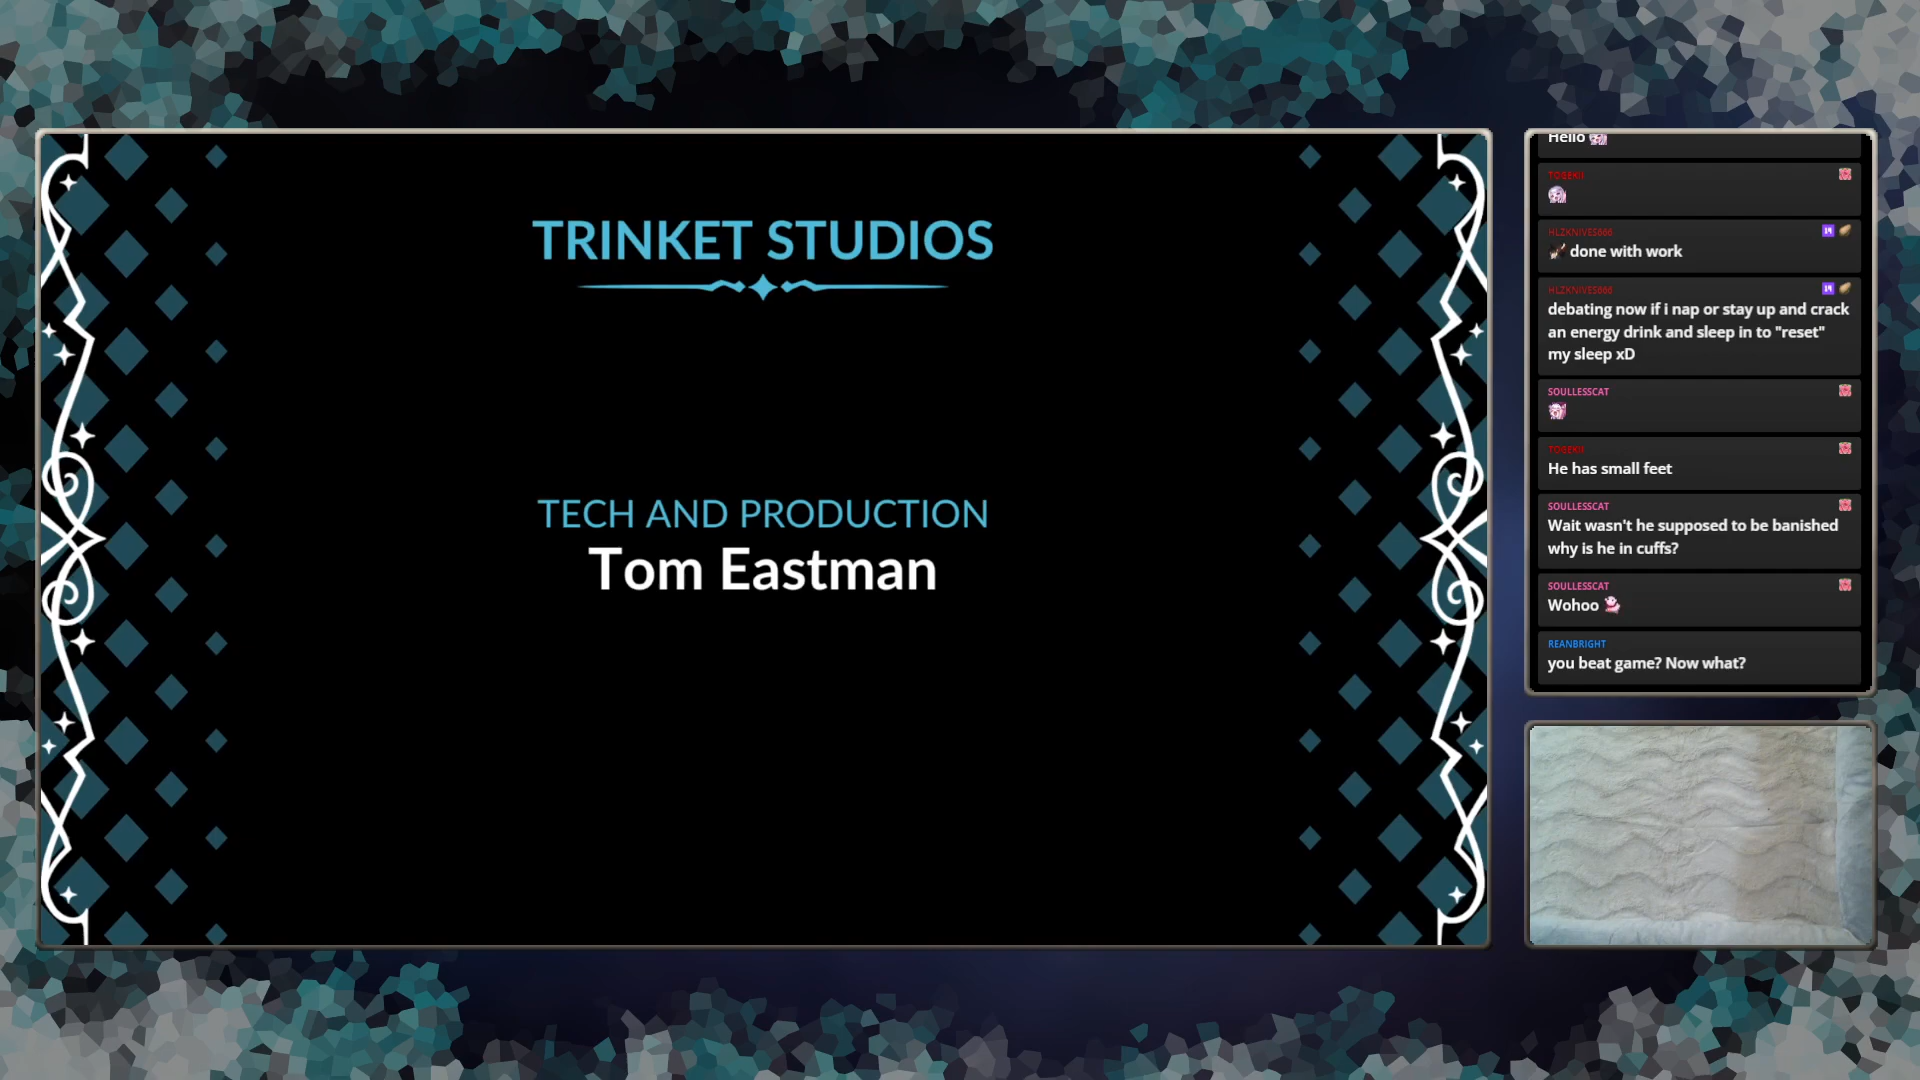 TRINKET STUDIOS
TECH AND PRODUCTION
Tom Eastman
Hello
TOBEKII
HLZKNIVES666
done with work
HLZKNIVES666
debating now if i nap or stay up and crack
an energy drink and sleep in to "reset"
my sleep xD
SOULLESSCAT
TOBEKII
He has small feet
SOULLESSCAT
Wait wasn't he supposed to be banished
why is he in cuffs?
SOULLESSCAT
Wohoo
REANBRIGHT
you beat game? Now what?